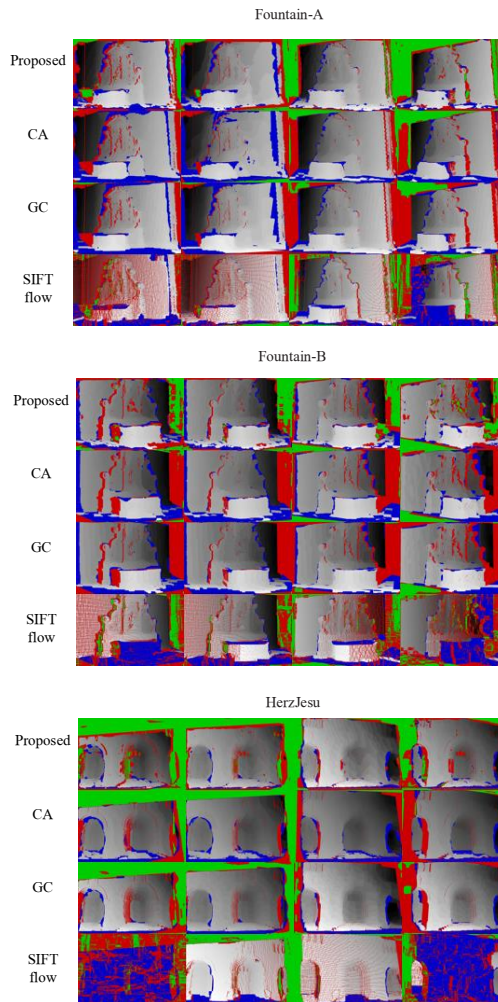 Fountain-A
Proposed
CA
GC
SIFT
flow
Fountain-B
Proposed
CA
GC
SIFT
flow
HerzJesu
Proposed
CA
GC
SIFT
flow